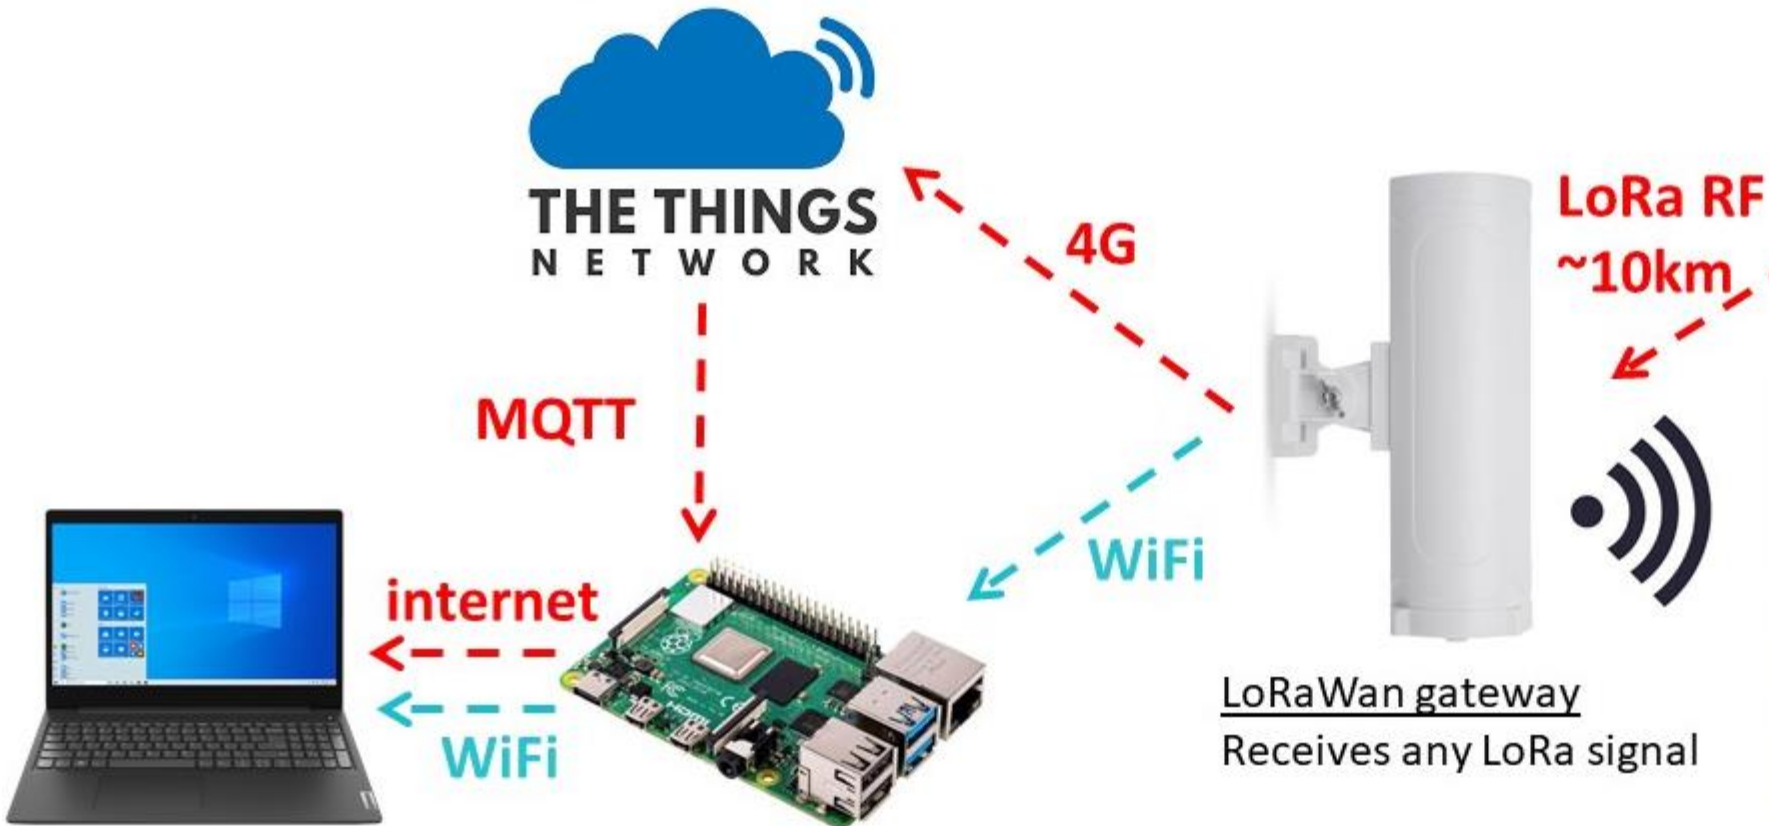 THE THINGS
NETWORK
4G
LoRa RF
~10km
MQTT
WiFi
internet
WiFi
LoRaWan gateway
Receives any LoRa signal